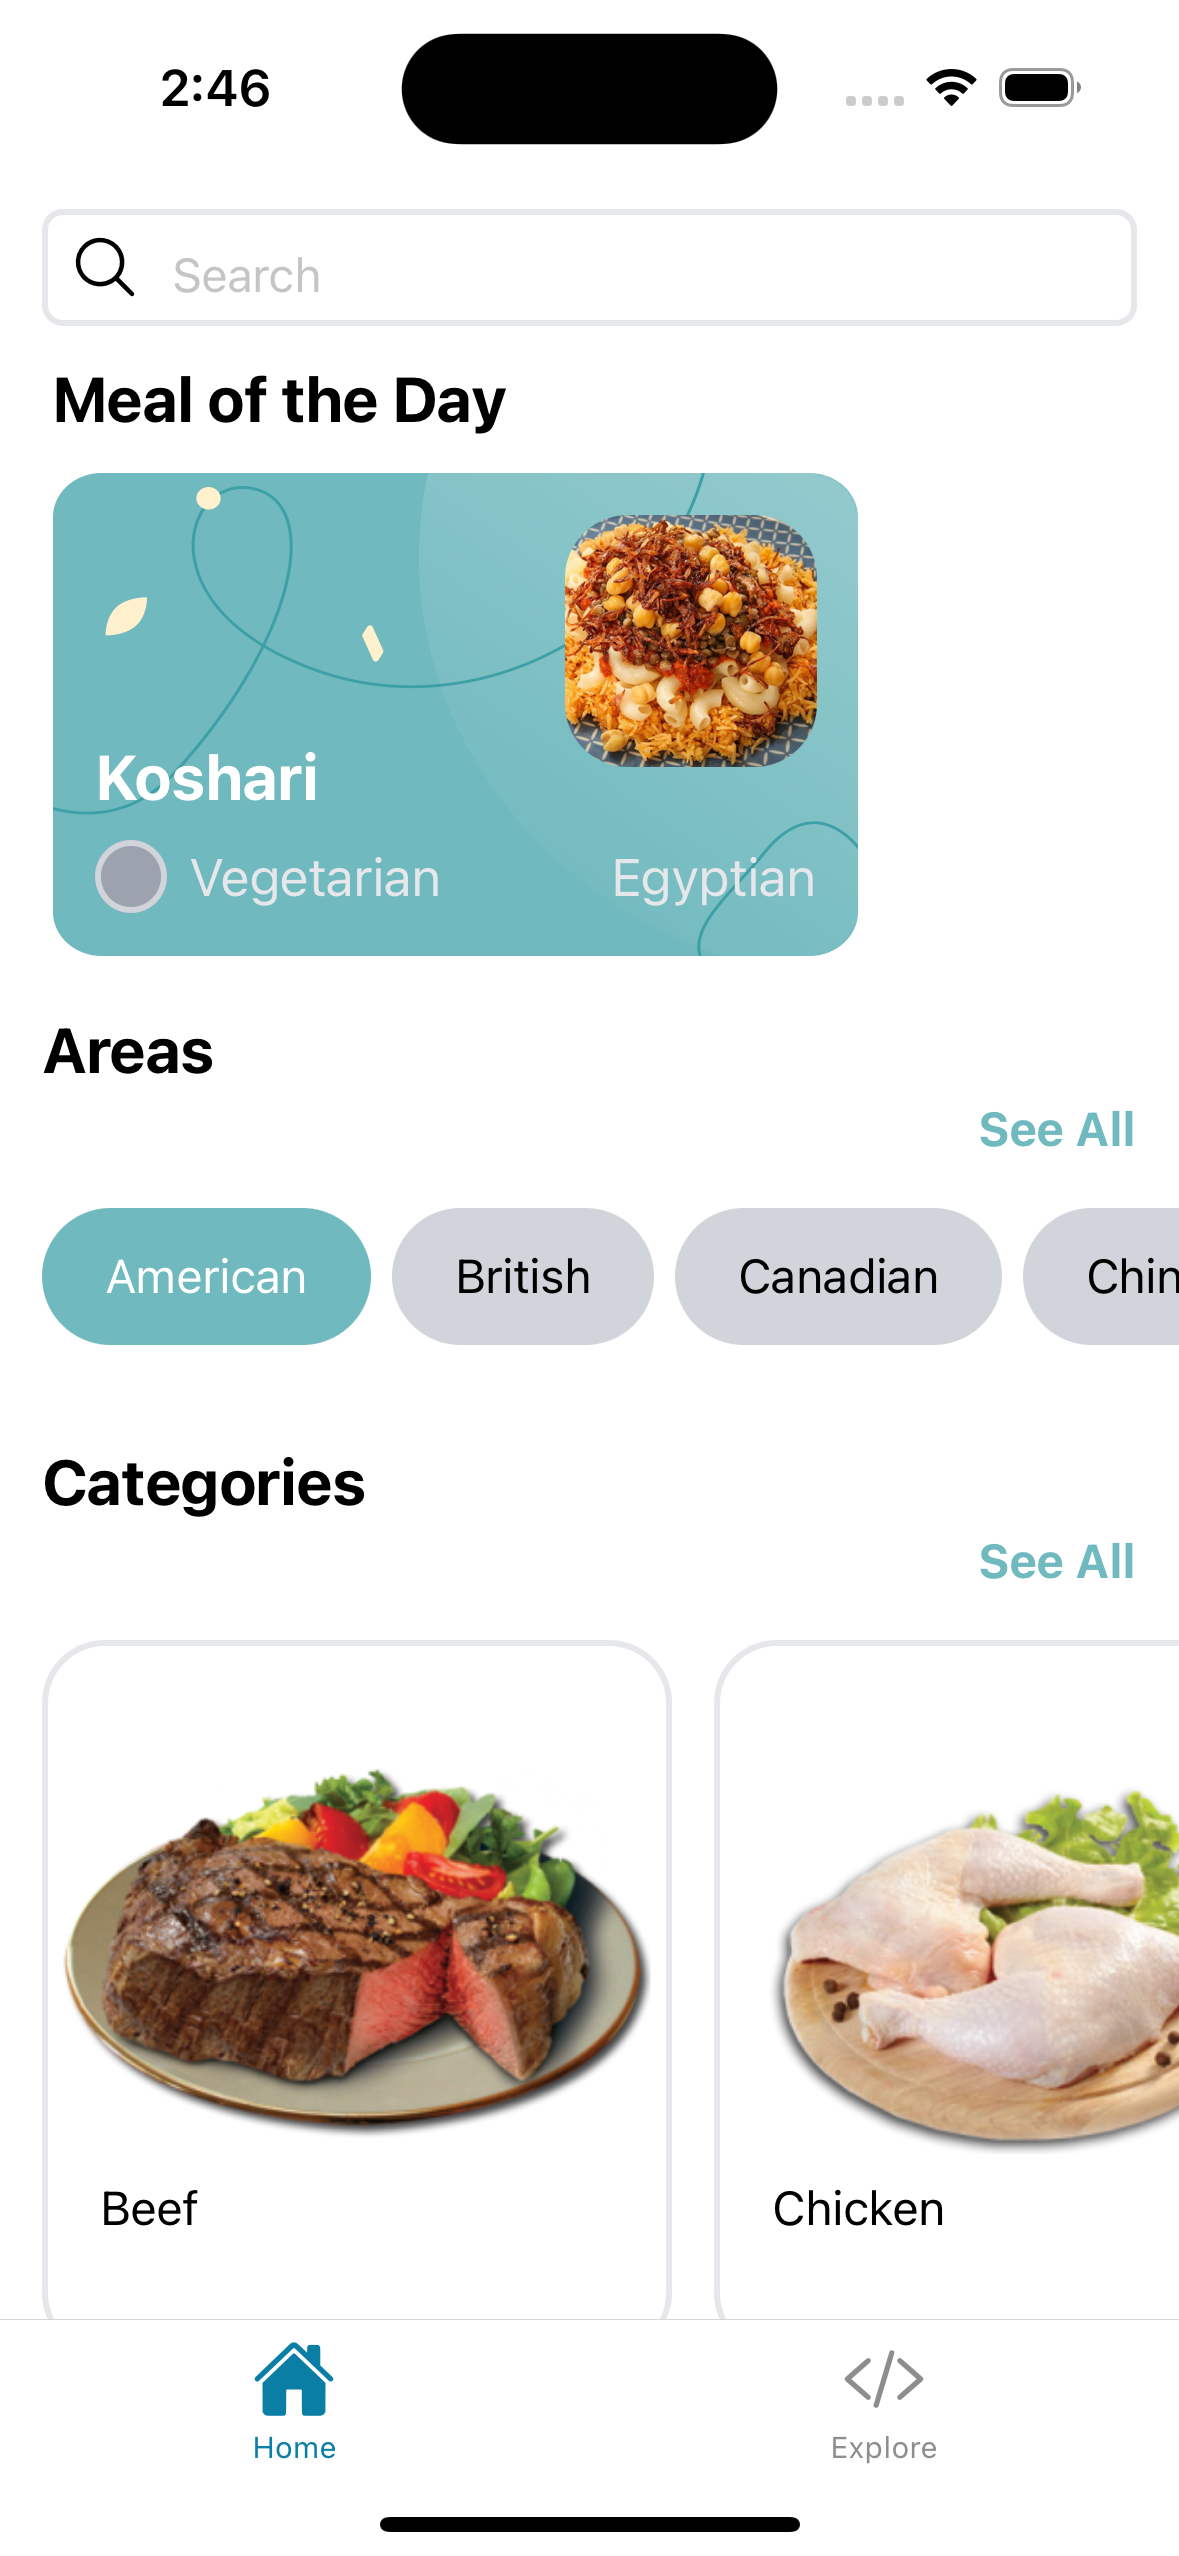 2:46
Search
Meal of the Day
Koshari
Vegetarian Egyptian
Areas
See All
American British Canadian Chin
Categories
See All
Beef Chicken
Home Explore